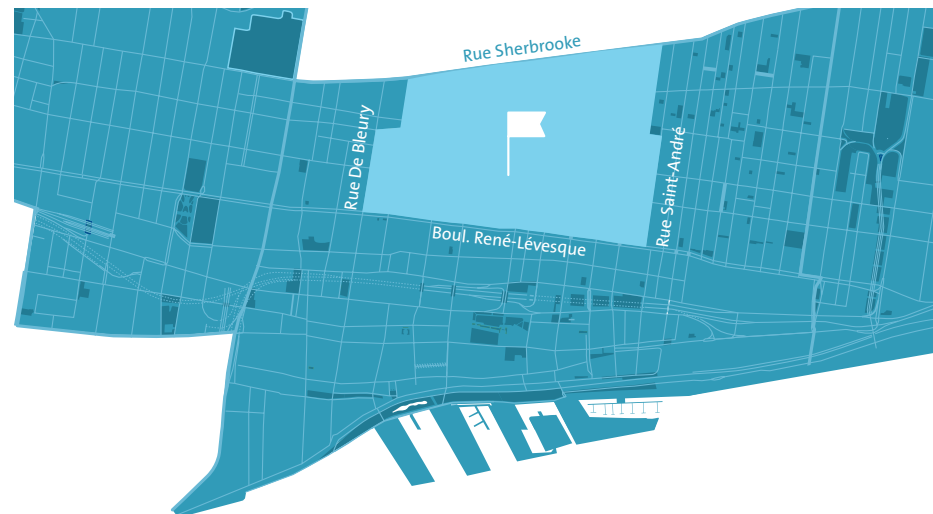 Rue Sherbrooke
Rue De Bleury
Rue Saint-André
Boul. René-Lévesque